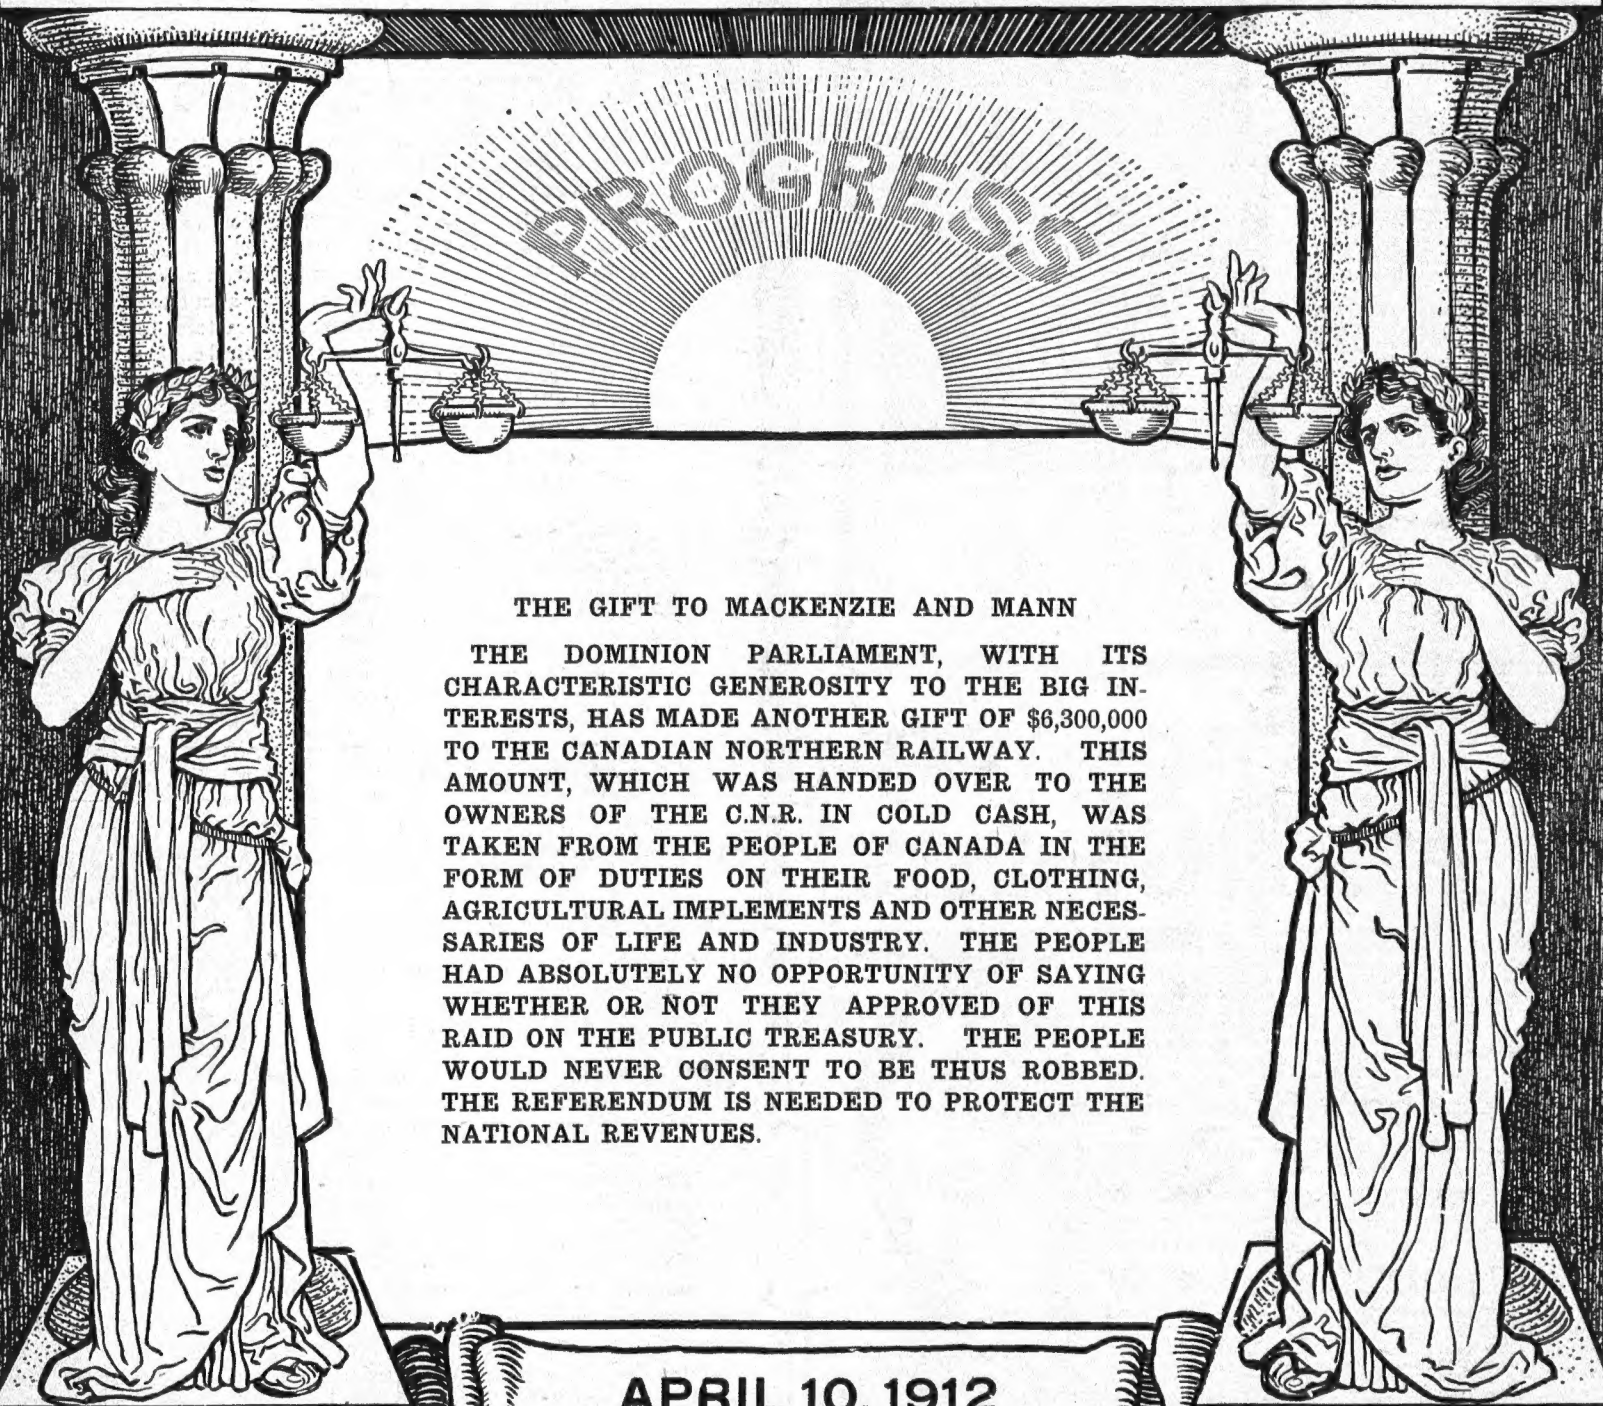 PROGRESS
THE GIFT TO MACKENZIE AND MANN
THE DOMINION PARLIAMENT, WITH ITS
CHARACTERISTIC GENEROSITY TO THE BIG IN-
TERESTS, HAS MADE ANOTHER GIFT OF $6,300,000
TO THE CANADIAN NORTHERN RAILWAY. THIS
AMOUNT, WHICH WAS HANDED OVER TO THE
OWNERS OF THE C.N.R. IN COLD CASH, WAS
TAKEN FROM THE PEOPLE OF CANADA IN THE
FORM OF DUTIES ON THEIR FOOD, CLOTHING,
AGRICULTURAL IMPLEMENTS AND OTHER NECES-
SARIES OF LIFE AND INDUSTRY. THE PEOPLE
HAD ABSOLUTELY NO OPPORTUNITY OF SAYING
WHETHER OR NOT THEY APPROVED OF THIS
RAID ON THE PUBLIC TREASURY. THE PEOPLE
WOULD NEVER CONSENT TO BE THUS ROBBED.
THE REFERENDUM IS NEEDED TO PROTECT THE
NATIONAL REVENUES.
APRIL 10, 1912